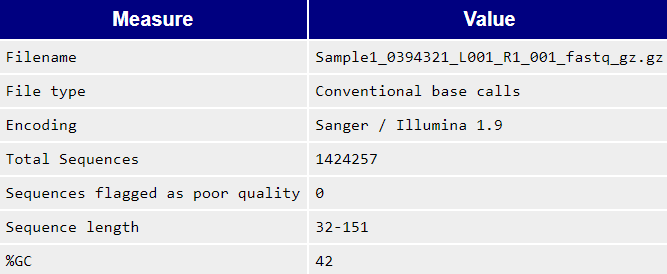 Measure Value
Filename Sample1_0394321_L001_R1_001_fastq_gz.gz
File type Conventional base calls
Encoding Sanger / Illumina 1.9
Total Sequences 1424257
Sequences flagged as poor quality 0
Sequence length 32-151
%GC 42